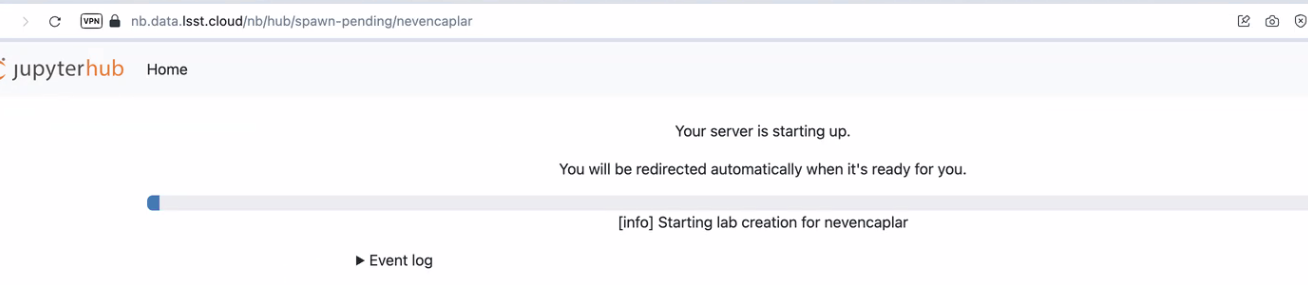 VPN nb.data.lsst.cloud/nb/hub/spawn-pending/nevencaplar
jupyterhub Home
Your server is starting up.
You will be redirected automatically when it's ready for you.
[info] Starting lab creation for nevencaplar
Event log